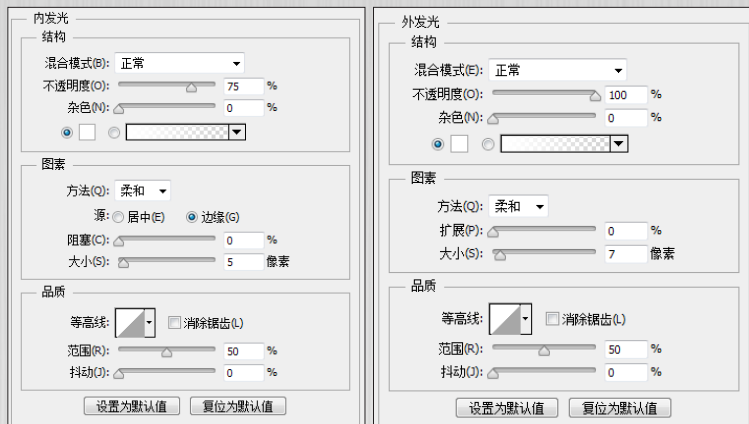 内发光
结构
混合模式(B): 正常
不透明度(O): 75 %
杂色(N): 0 %
图素
方法(Q): 柔和
源: 居中(E) 边缘(G)
阻塞(C): 0 %
大小(S): 5 像素
品质
等高线: 消除锯齿(L)
范围(R): 50 %
抖动(J): 0 %
设置为默认值 复位为默认值
外发光
结构
混合模式(E): 正常
不透明度(O): 100 %
杂色(N): 0 %
图素
方法(Q): 柔和
扩展(P): 0 %
大小(S): 7 像素
品质
等高线: 消除锯齿(L)
范围(R): 50 %
抖动(J): 0 %
设置为默认值 复位为默认值